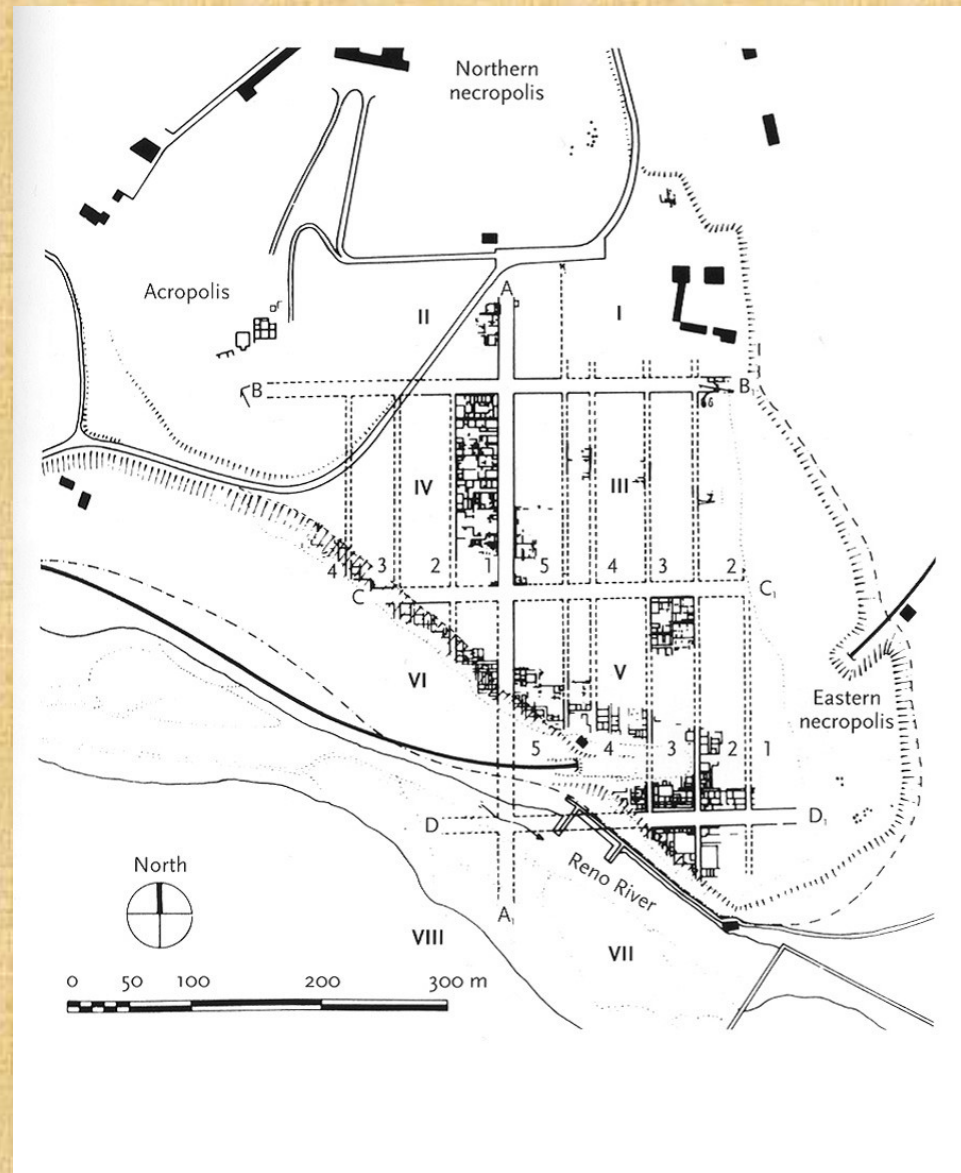 Northern
necropolis
Acropolis
A
II
I
B
B
IV
III
4
3
2
1
5
4
3
2
C
C₁
VI
V
Eastern
necropolis
5
4
3
2
1
D
D₁
Reno River
North
A₁
VIII
VII
0 50 100 200 300 m